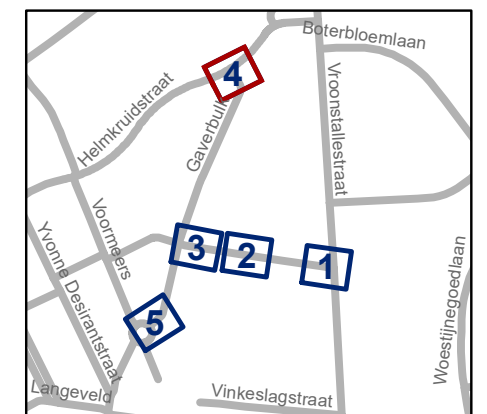 Boterbloemlaan
4
Helmkruidstraat
Vroonstallestraat
Gaverbulk
Voormeers
Yvonne Desirantstraat
3
2
1
5
Woestijnegoedlaan
Langeveld
Vinkeslagstraat